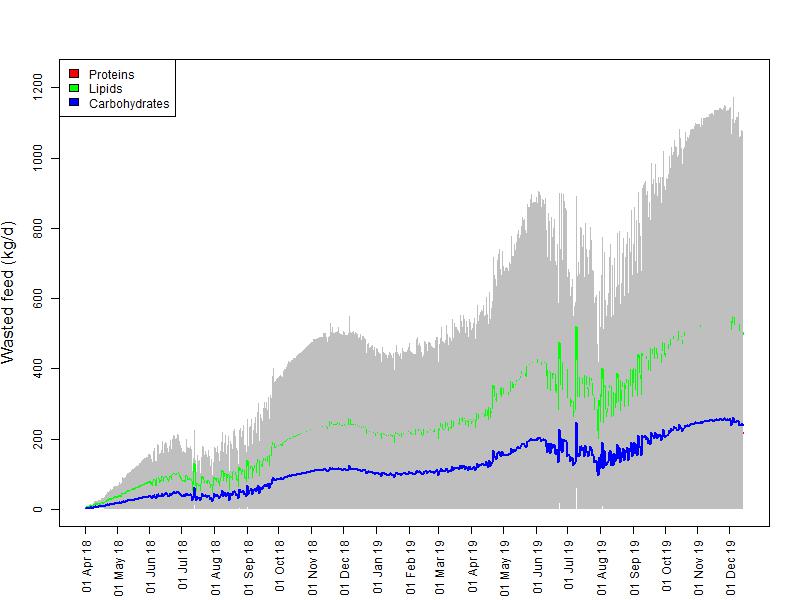 Proteins
Lipids
Carbohydrates
Wasted feed (kg/d)
1200
1000
800
600
400
200
0
01 Apr 18
01 May 18
01 Jun 18
01 Jul 18
01 Aug 18
01 Sep 18
01 Oct 18
01 Nov 18
01 Dec 18
01 Jan 19
01 Feb 19
01 Mar 19
01 Apr 19
01 May 19
01 Jun 19
01 Jul 19
01 Aug 19
01 Sep 19
01 Oct 19
01 Nov 19
01 Dec 19